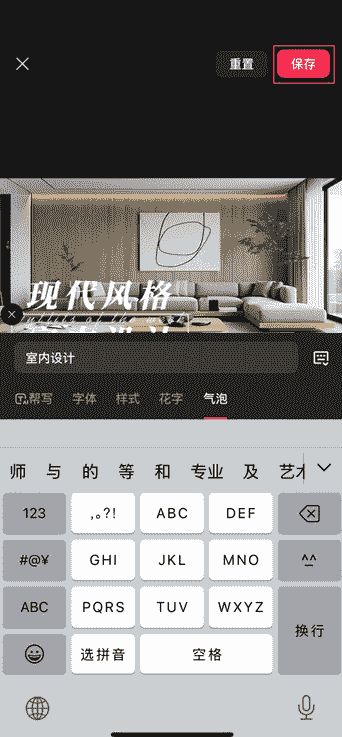 重置 保存
现代风格
室内设计
帮写 字体 样式 花字 气泡
师 与 的 等 和 专业 及 艺术
123 ,。?! ABC DEF
#@¥ GHI JKL MNO ^^
ABC PQRS TUV WXYZ 换行
选拼音 空格